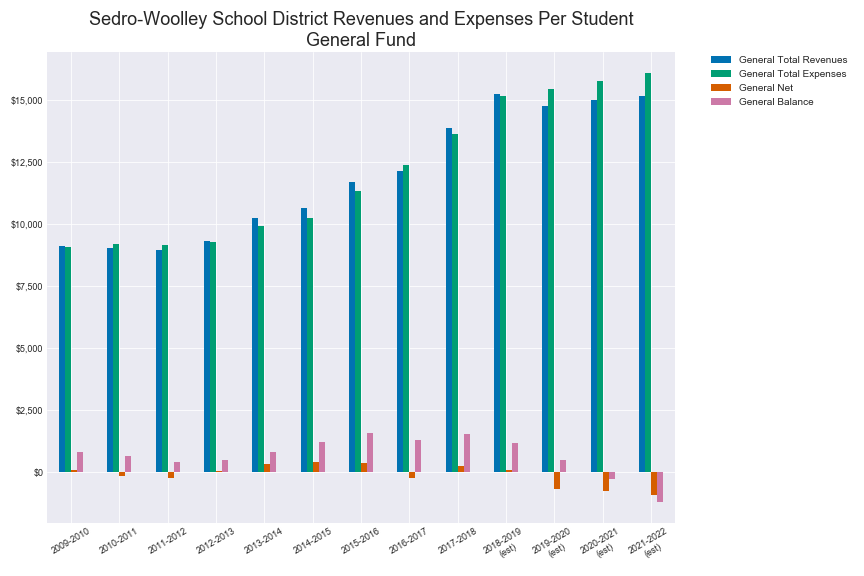 Sedro-Woolley School District Revenues and Expenses Per Student
General Fund
General Total Revenues
General Total Expenses
General Net
General Balance
$15,000
$12,500
$10,000
$7,500
$5,000
$2,500
$0
2009-2010
2010-2011
2011-2012
2012-2013
2013-2014
2014-2015
2015-2016
2016-2017
2017-2018
2018-2019
(est)
2019-2020
(est)
2020-2021
(est)
2021-2022
(est)